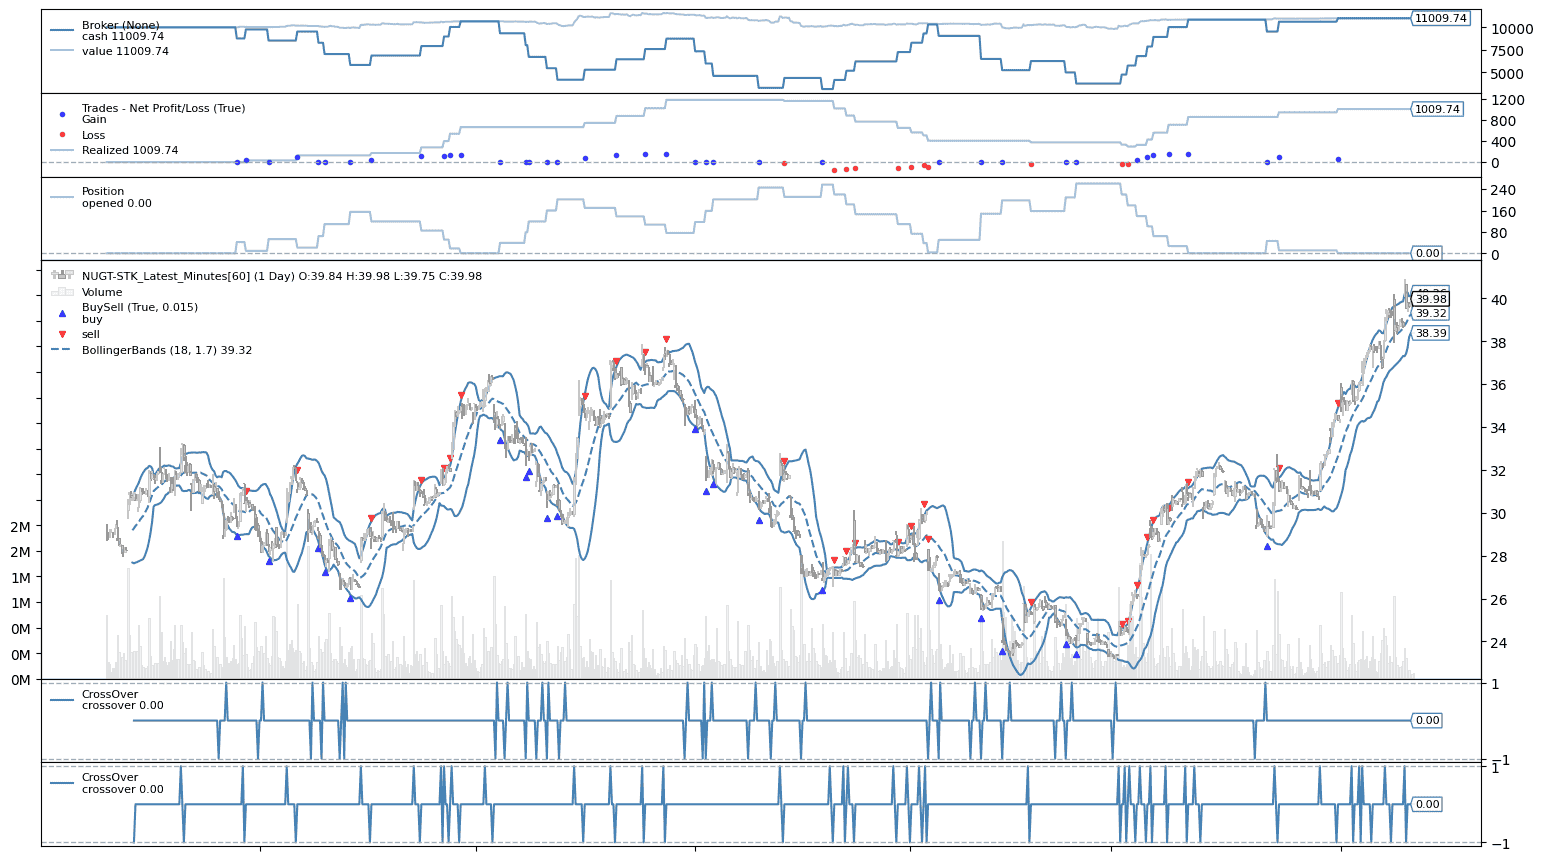 Broker (None)
cash 11009.74
value 11009.74
11009.74
10000
7500
5000
Trades - Net Profit/Loss (True)
Gain
Loss
Realized 1009.74
1200
1009.74
800
400
0
Position
opened 0.00
240
160
80
0
0.00
NUGT-STK_Latest_Minutes[60] (1 Day) O:39.84 H:39.98 L:39.75 C:39.98
Volume
BuySell (True, 0.015)
buy
sell
BollingerBands (18, 1.7) 39.32
39.98
39.32
38.39
40
38
36
34
32
30
28
26
24
2M
2M
1M
1M
0M
0M
0M
CrossOver
crossover 0.00
1
0.00
−1
CrossOver
crossover 0.00
1
0.00
−1